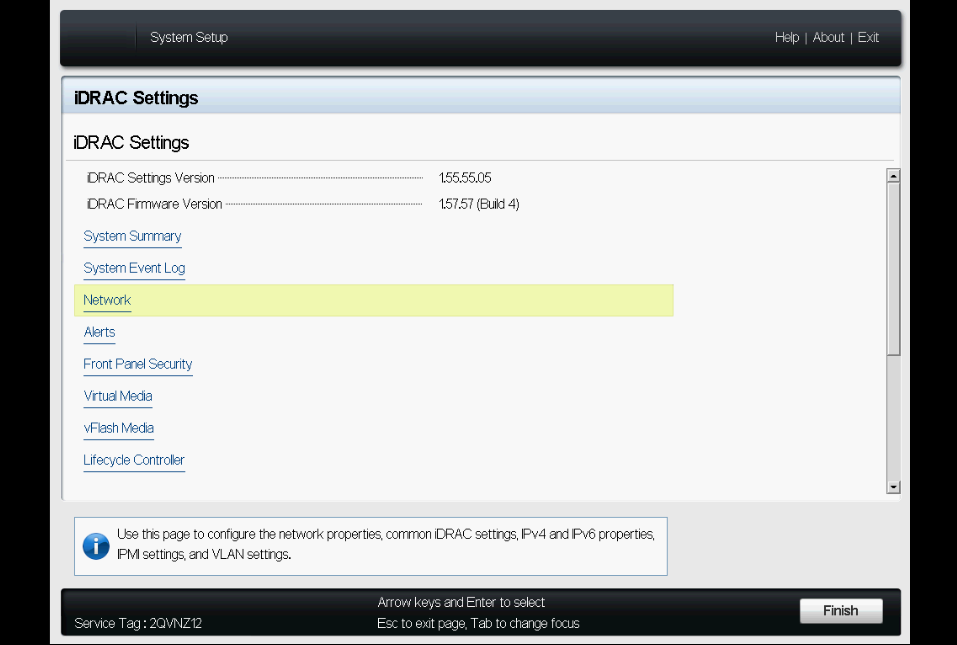 System Setup
Help | About | Exit
iDRAC Settings
iDRAC Settings
iDRAC Settings Version 1.55.55.05
iDRAC Firmware Version 1.57.57 (Build 4)
System Summary
System Event Log
Network
Alerts
Front Panel Security
Virtual Media
vFlash Media
Lifecycle Controller
Use this page to configure the network properties, common iDRAC settings, IPv4 and IPv6 properties,
IPMI settings, and VLAN settings.
Arrow keys and Enter to select
Service Tag : 2QVNZ12
Esc to exit page, Tab to change focus
Finish